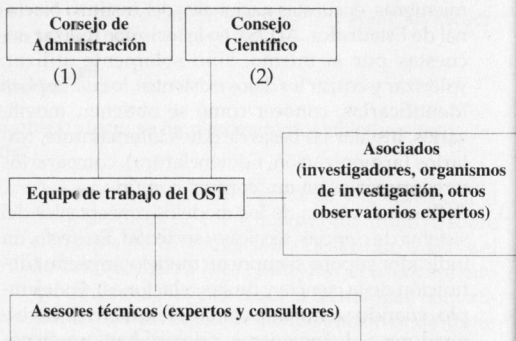 Consejo de
Administración
(1)
Consejo
Científico
(2)
Asociados
(investigadores, organismos
de investigación, otros
observatorios expertos)
Equipo de trabajo de OST
Asesores técnicos (expertos y consultores)